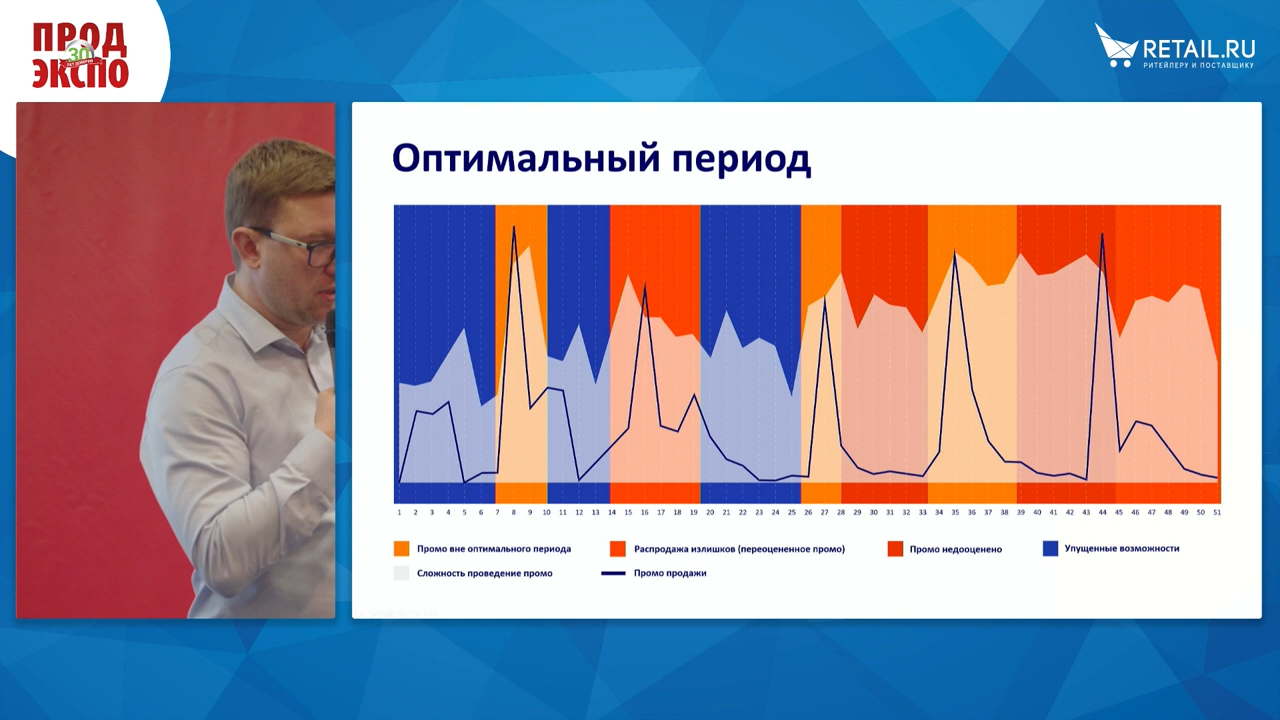 ПРОД
30
ЛЕТ ДОВЕРИЯ
ЭКСПО
RETAIL.RU
РИТЕЙЛЕРУ И ПОСТАВЩИКУ
Оптимальный период
1 2 3 4 5 6 7 8 9 10 11 12 13 14 15 16 17 18 19 20 21 22 23 24 25 26 27 28 29 30 31 32 33 34 35 36 37 38 39 40 41 42 43 44 45 46 47 48 49 50 51
Промо вне оптимального периода
Распродажа излишков (переоцененное промо)
Промо недооценено
Упущенные возможности
Сложность проведение промо
Промо продажи